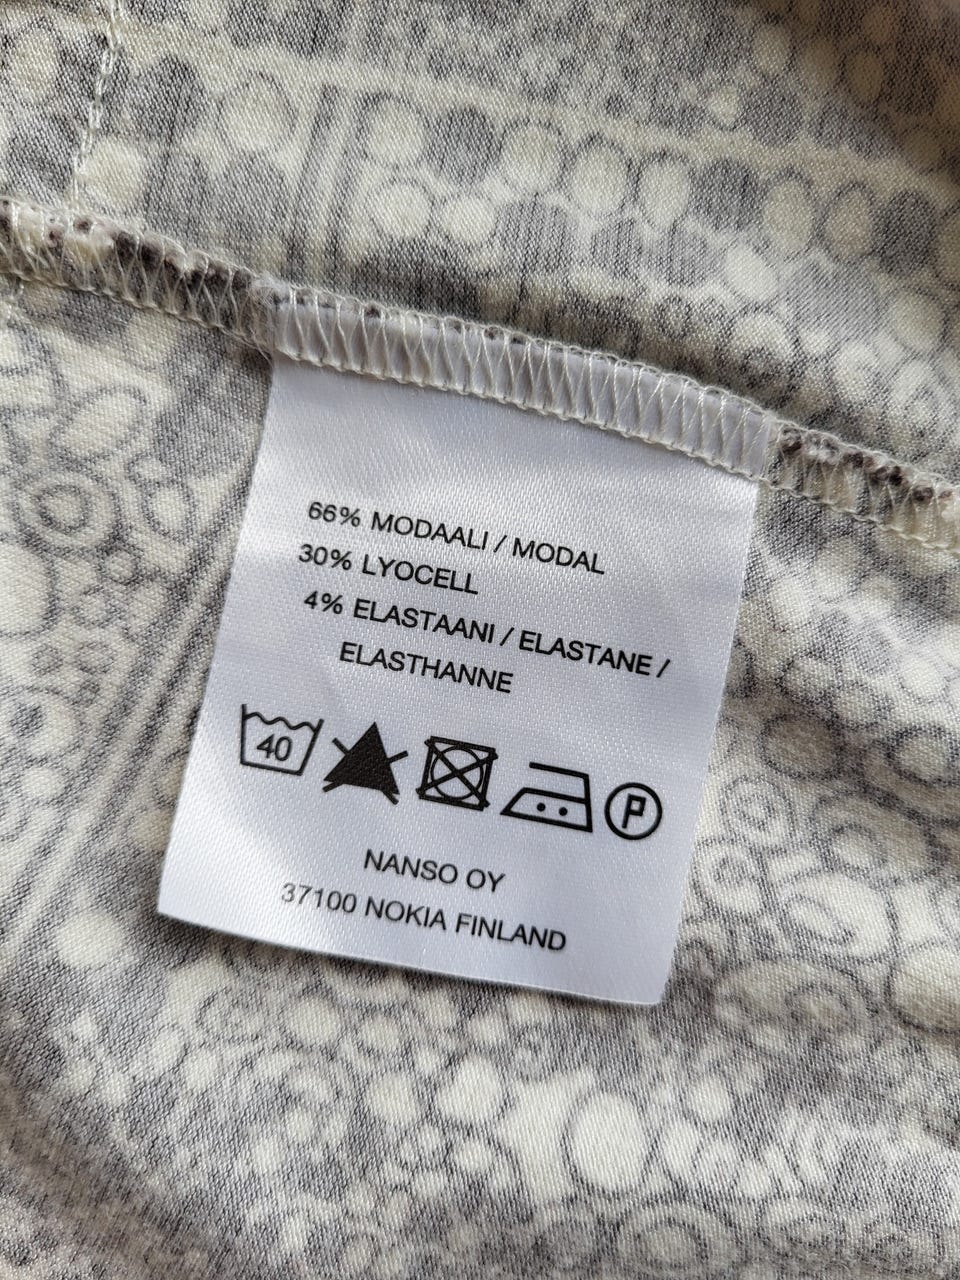 66% MODAALI / MODAL
30% LYOCELL
4% ELASTAANI / ELASTANE /
ELASTHANNE
40
P
NANSO OY
37100 NOKIA FINLAND